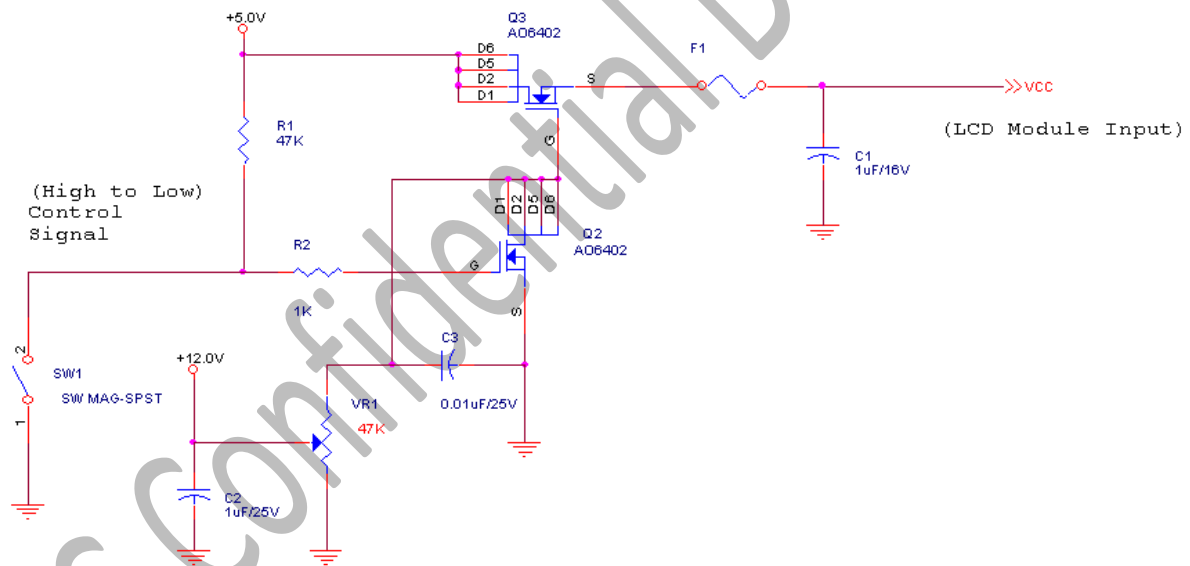 +5.0V
Q3
AO6402
D6
D5
D2
D1
S
G
F1
VCC
(LCD Module Input)
R1
47K
C1
1uF/16V
(High to Low)
Control
Signal
D1
D2
D5
D6
Q2
AO6402
R2
1K
G
S
C3
0.01uF/25V
+12.0V
2
SW1
SW MAG-SPST
1
VR1
47K
C2
1uF/25V
Confidential